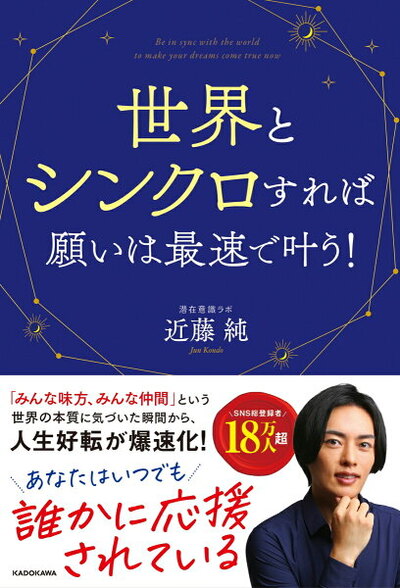 Be in sync with the world
to make your dreams come true now
世界と
シンクロすれば
願いは最速で叶う!
潜在意識ラボ
近藤 純
Jun Kondo
「みんな味方、みんな仲間」という
世界の本質に気づいた瞬間から、
人生好転が爆速化!
SNS総登録者
18万人超
あなたはいつでも
誰かに応援
されている
KADOKAWA